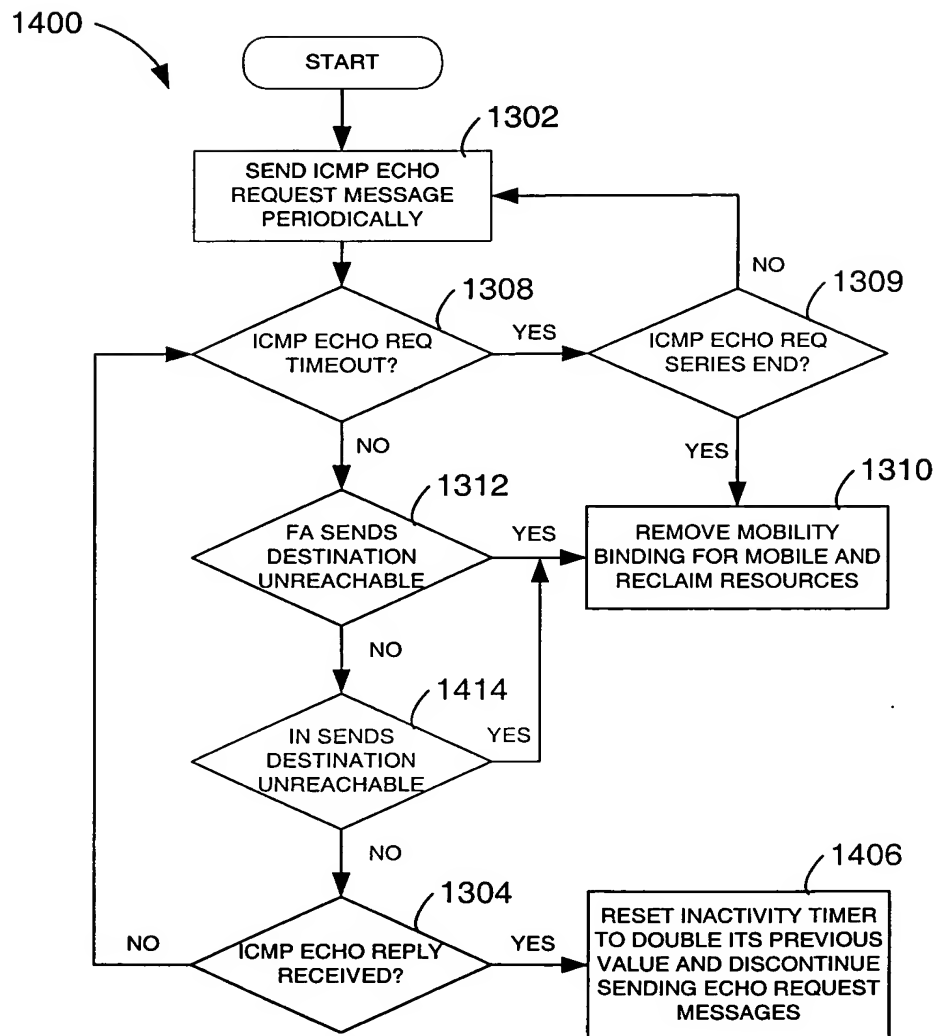 1400
START
1302
SEND ICMP ECHO
REQUEST MESSAGE
PERIODICALLY
NO
1308
1309
ICMP ECHO REQ
TIMEOUT?
YES
ICMP ECHO REQ
SERIES END?
NO
YES
1312
1310
FA SENDS
DESTINATION
UNREACHABLE
YES
REMOVE MOBILITY
BINDING FOR MOBILE AND
RECLAIM RESOURCES
NO
1414
IN SENDS
DESTINATION
UNREACHABLE
YES
NO
1304
1406
NO
ICMP ECHO REPLY
RECEIVED?
YES
RESET INACTIVITY TIMER
TO DOUBLE ITS PREVIOUS
VALUE AND DISCONTINUE
SENDING ECHO REQUEST
MESSAGES